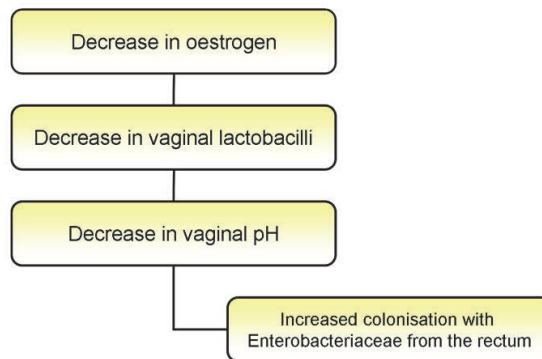 Decrease in oestrogen
Decrease in vaginal lactobacilli
Decrease in vaginal pH
Increased colonisation with
Enterobacteriaceae from the rectum